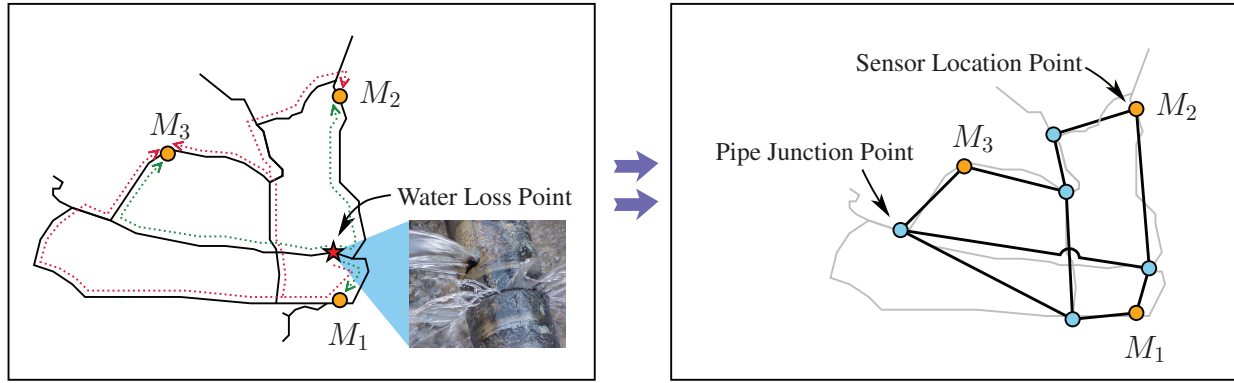 M₂
M₃
Water Loss Point
M₁
Sensor Location Point
M₂
M₃
Pipe Junction Point
M₁